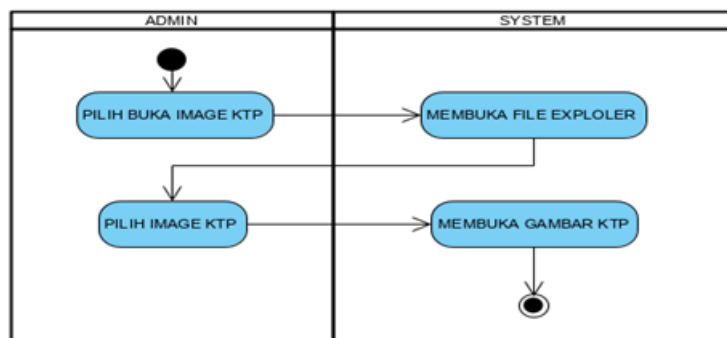 ADMIN
SYSTEM
PILIH BUKA IMAGE KTP
MEMBUKA FILE EXPLOLER
PILIH IMAGE KTP
MEMBUKA GAMBAR KTP